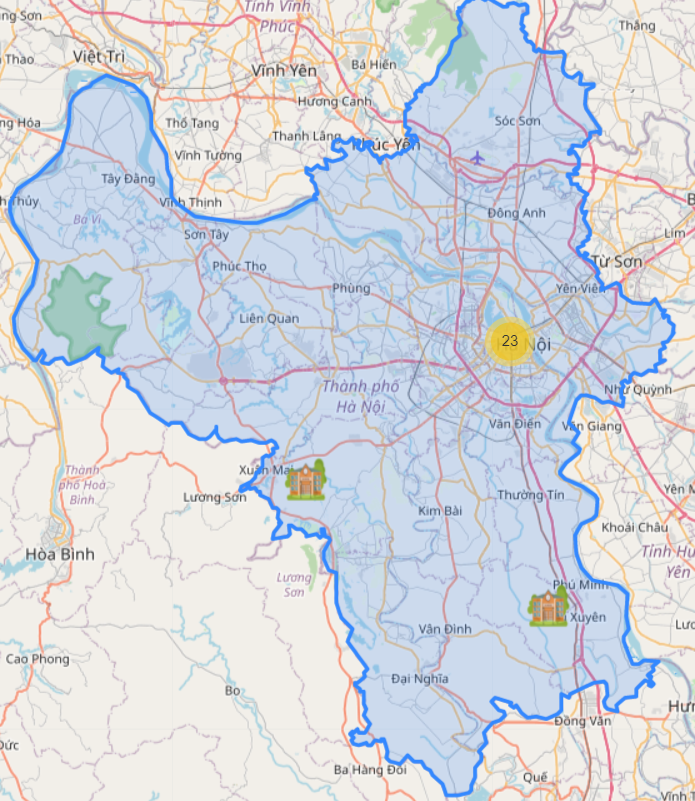 Tỉnh Vĩnh
Phúc
Thắng
ng Sơn
Việt Trì
Thao
Vĩnh Yên
Bá Hiến
Hương Canh
Sóc Sơn
ng Hóa
Thổ Tang
Thanh Lãng
Phúc Yên
Vĩnh Tường
Tây Đằng
Thủy
Vĩnh Thịnh
Ba Vì
Đông Anh
Lim
Sơn Tây
Từ Sơn
Phúc Thọ
Phùng
Yên Viên
Liên Quan
23
Nội
Thành phố
Hà Nội
Như Quỳnh
Văn Điển
Văn Giang
Xuân Mai
Thành
phố Hòa
Bình
Lương Sơn
Thường Tín
Yên M
Kim Bài
Khoái Châu
Hòa Bình
Tỉnh Hu
Yên
Lương
Sơn
Phú Minh
Xuyên
Lươ
Vân Đình
Cao Phong
Đại Nghĩa
Bo
Hưn
Đồng Văn
Đức
Ba Hàng Đồi
Quế
Vĩnh T